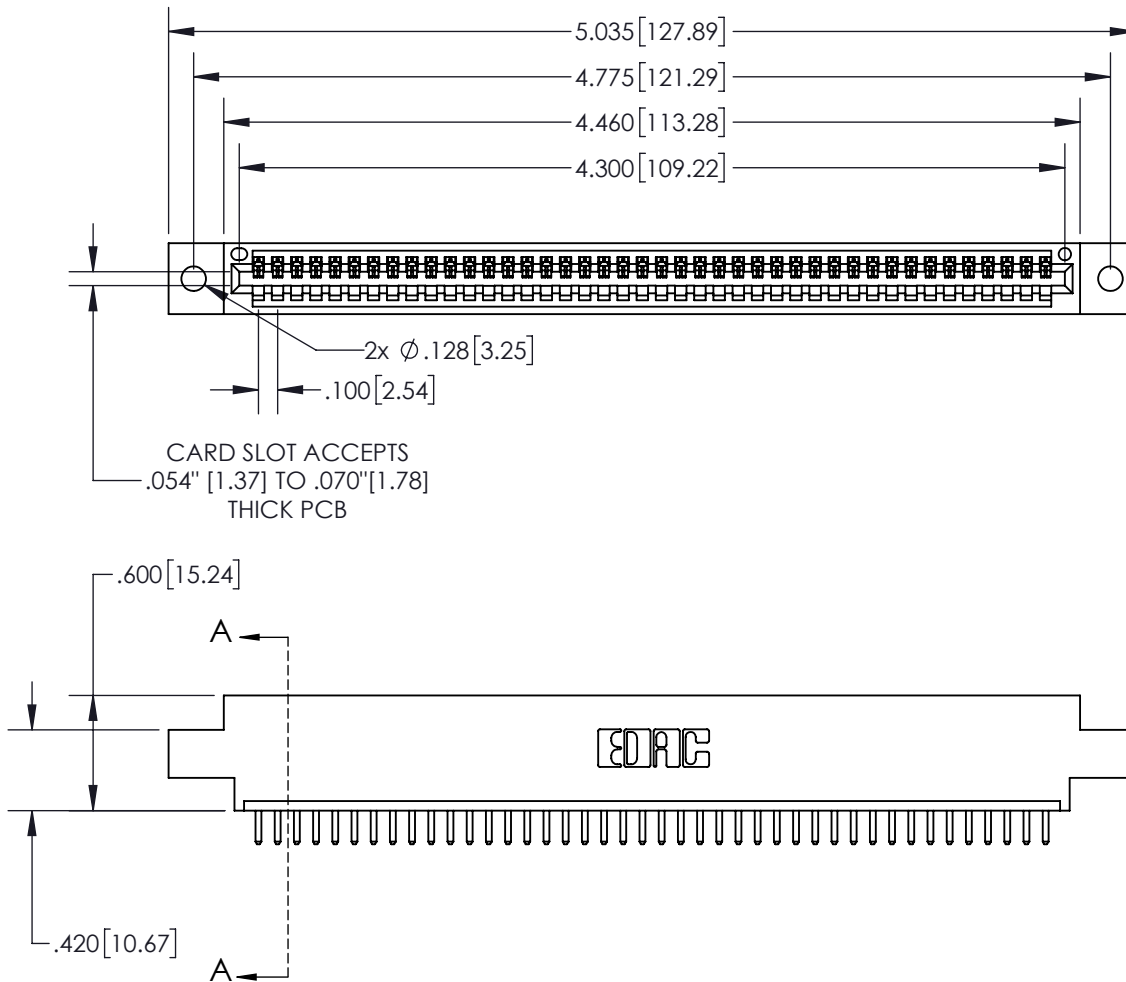 5.035[127.89]
4.775[121.29]
4.460[113.28]
4.300[109.22]
2x Ø.128[3.25]
.100[2.54]
CARD SLOT ACCEPTS
.054" [1.37] TO .070"[1.78]
THICK PCB
.600[15.24]
A
EDAC
.420[10.67]
A